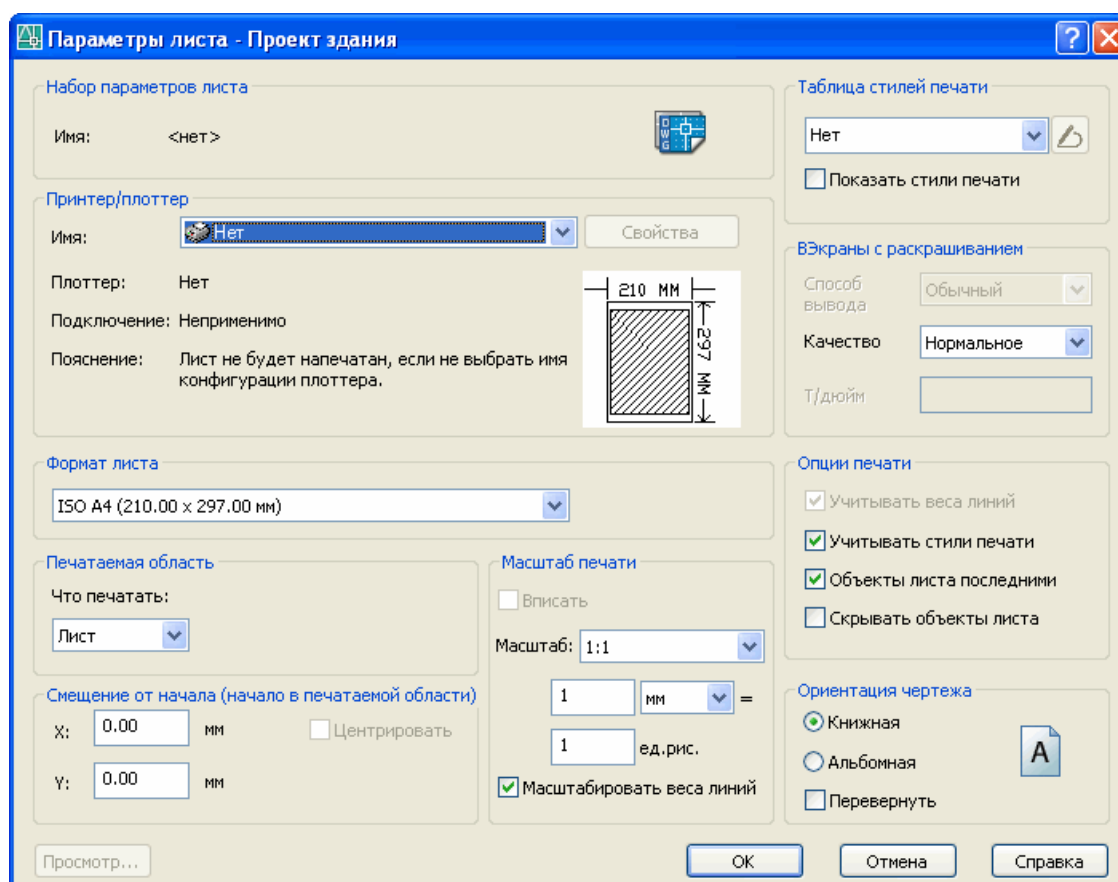 Параметры листа - Проект здания
Набор параметров листа
Имя: <нет>
DWG
Принтер/плоттер
Имя: Нет Свойства
Плоттер: Нет
Подключение: Неприменимо
Пояснение: Лист не будет напечатан, если не выбрать имя
конфигурации плоттера.
210 MM
297 MM
Формат листа
ISO A4 (210.00 x 297.00 мм)
Печатаемая область
Что печатать:
Лист
Смещение от начала (начало в печатаемой области)
X: 0.00 мм Центрировать
Y: 0.00 мм
Масштаб печати
Вписать
Масштаб: 1:1
1 мм =
1 ед.рис.
Масштабировать веса линий
Таблица стилей печати
Нет
Показать стили печати
ВЭкраны с раскрашиванием
Способ
вывода Обычный
Качество Нормальное
Т/дюйм
Опции печати
Учитывать веса линий
Учитывать стили печати
Объекты листа последними
Скрывать объекты листа
Ориентация чертежа
Книжная
Альбомная
Перевернуть
A
Просмотр... OK Отмена Справка